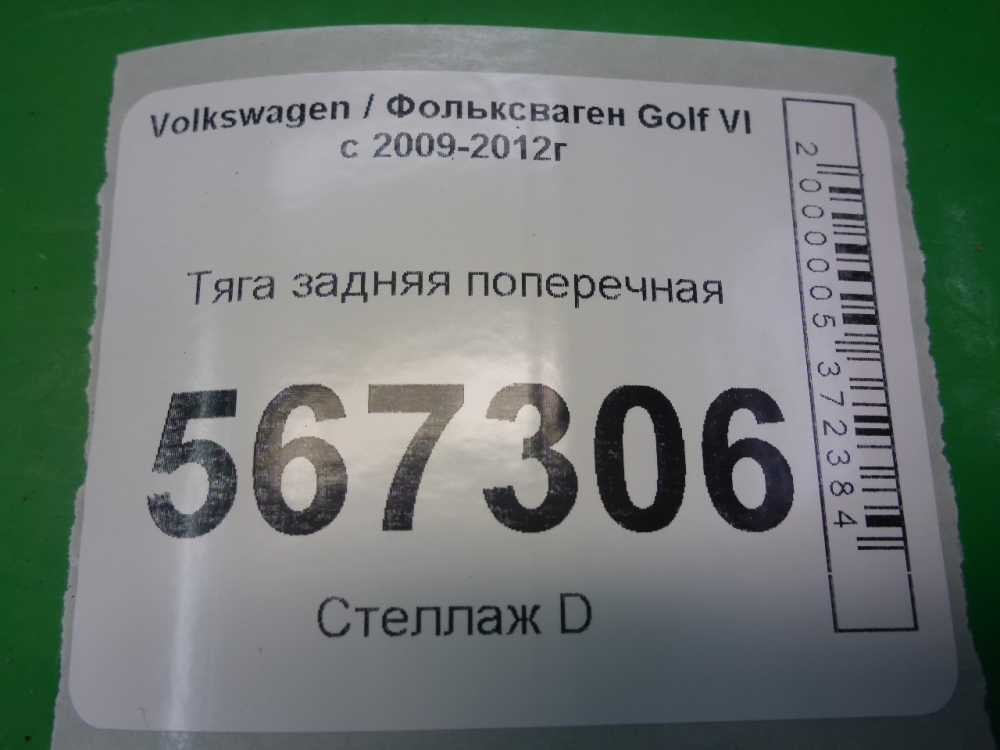 Volkswagen / Фольксваген Golf VI
с 2009-2012г
Тяга задняя поперечная
567306
Стеллаж D
2000005372384